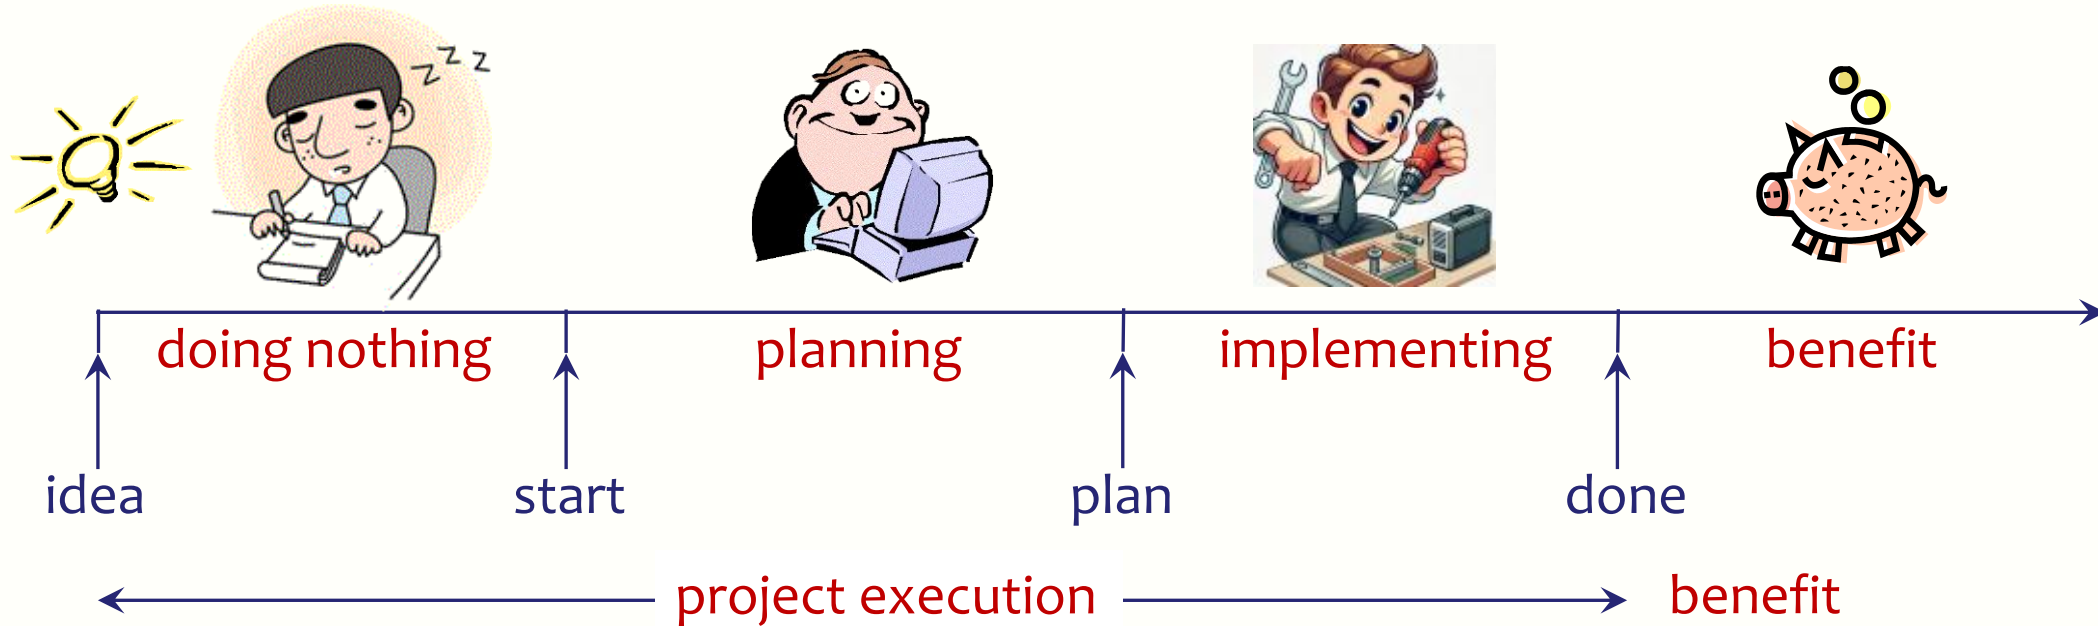 z z z
doing nothing planning implementing benefit
idea start plan done
project execution benefit